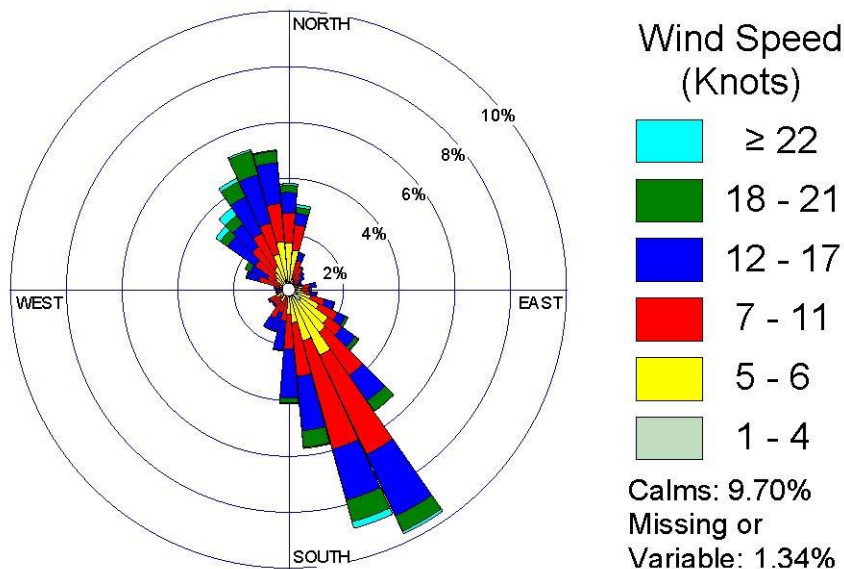 NORTH
10%
8%
6%
4%
2%
WEST
EAST
SOUTH
Wind Speed
(Knots)
≥ 22
18 - 21
12 - 17
7 - 11
5 - 6
1 - 4
Calms: 9.70%
Missing or
Variable: 1.34%